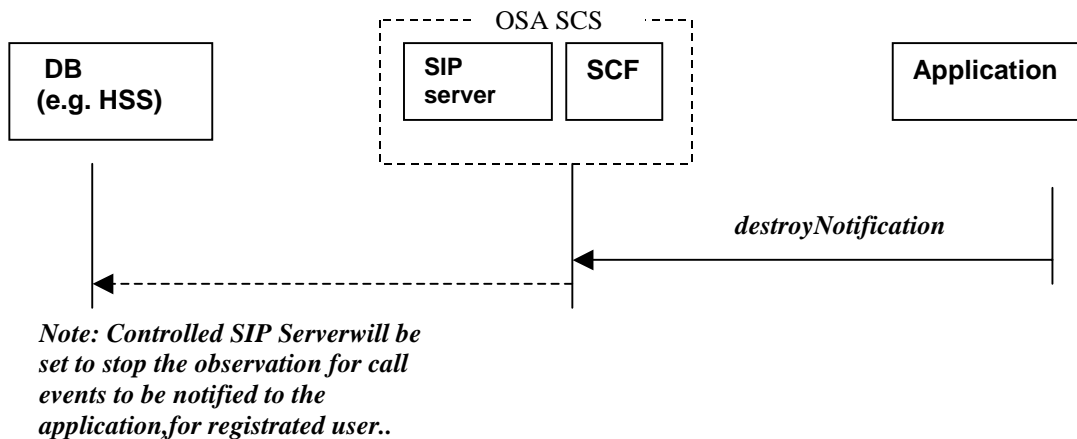 OSA SCS
DB
(e.g. HSS)
SIP
server
SCF
Application
destroyNotification
Note: Controlled SIP Serverwill be
set to stop the observation for call
events to be notified to the
application,for registrated user..